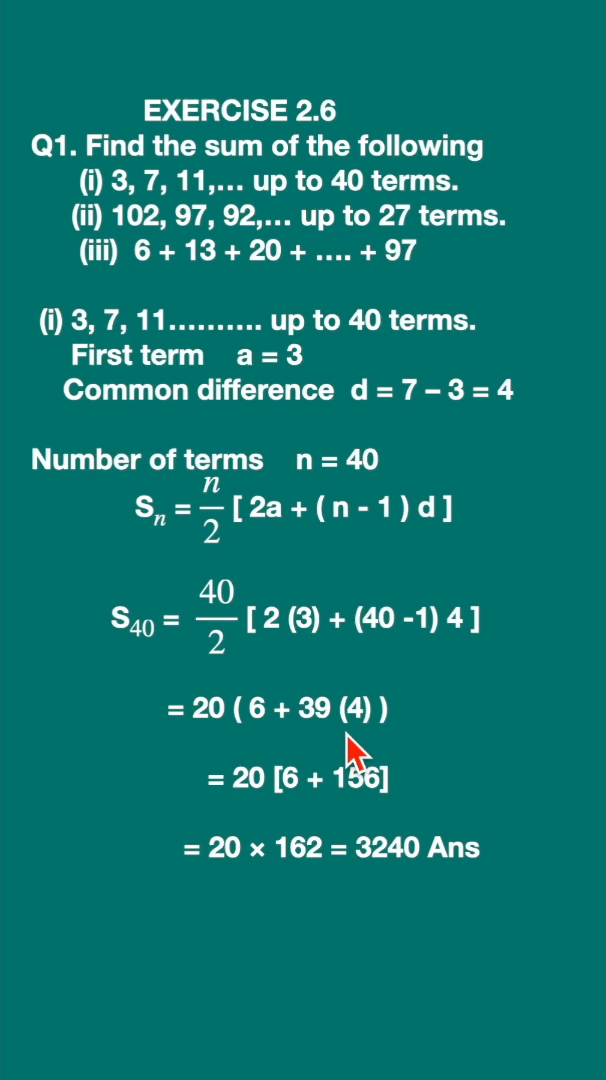 EXERCISE 2.6
Q1. Find the sum of the following
(i) 3, 7, 11,... up to 40 terms.
(ii) 102, 97, 92,... up to 27 terms.
(iii) 6 + 13 + 20 + .... + 97
(i) 3, 7, 11.......... up to 40 terms.
First term a = 3
Common difference d = 7 – 3 = 4
Number of terms n = 40
Sₙ = n/2 [ 2a + ( n - 1 ) d ]
S₄₀ = 40/2 [ 2 (3) + (40 -1) 4 ]
= 20 ( 6 + 39 (4) )
= 20 [6 + 156]
= 20 × 162 = 3240 Ans